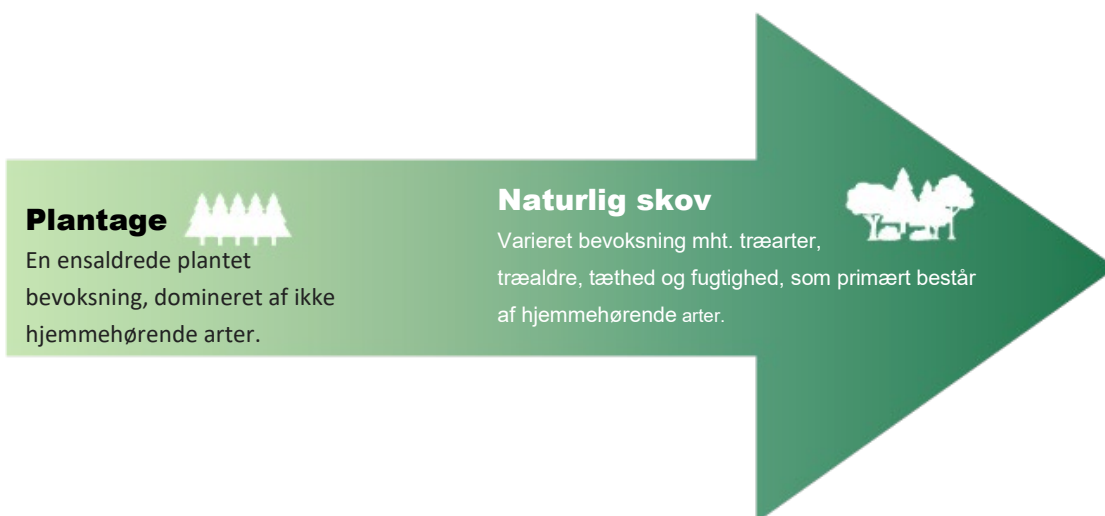 Plantage
En ensaldrede plantet
bevoksning, domineret af ikke
hjemmehørende arter.
Naturlig skov
Varieret bevoksning mht. træarter,
træaldre, tæthed og fugtighed, som primært består
af hjemmehørende arter.